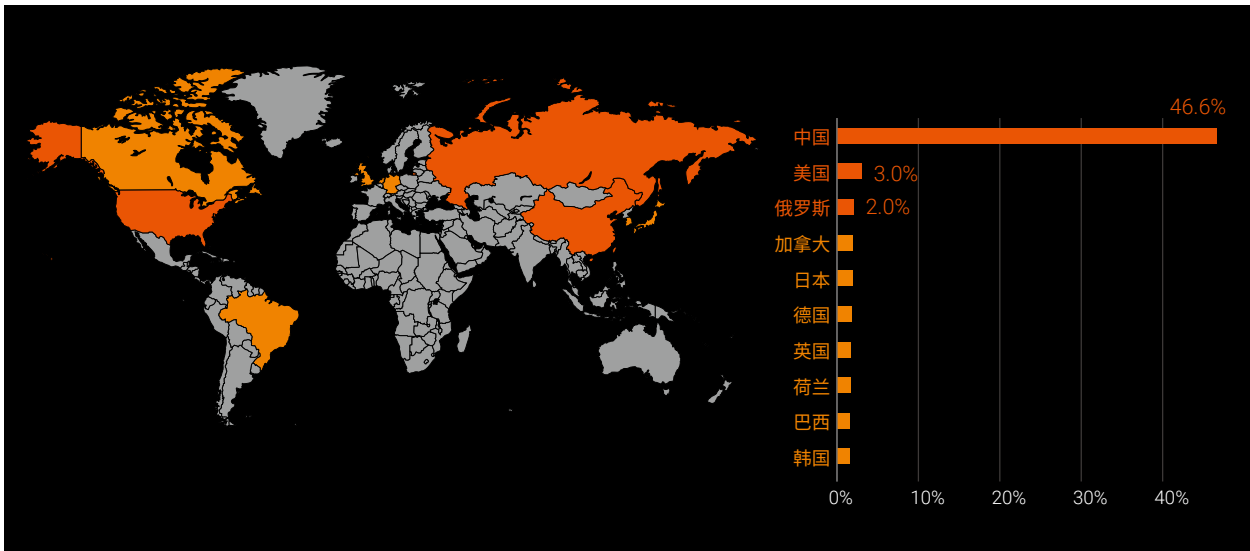 46.6%
中国
美国 3.0%
俄罗斯 2.0%
加拿大
日本
德国
英国
荷兰
巴西
韩国
0% 10% 20% 30% 40%